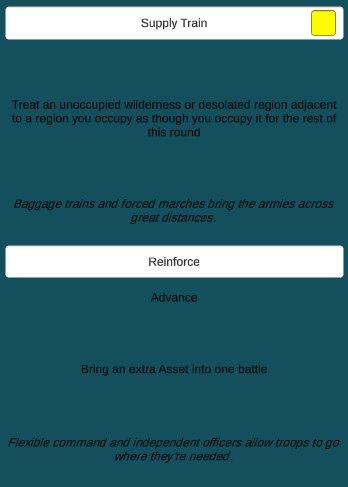 Supply Train
Treat an unoccupied wilderness or desolated region adjacent
to a region you occupy as though you occupy it for the rest of
this round
Baggage trains and forced marches bring the armies across
great distances.
Reinforce
Advance
Bring an extra Asset into one battle
Flexible command and independent officers allow troops to go
where they're needed.